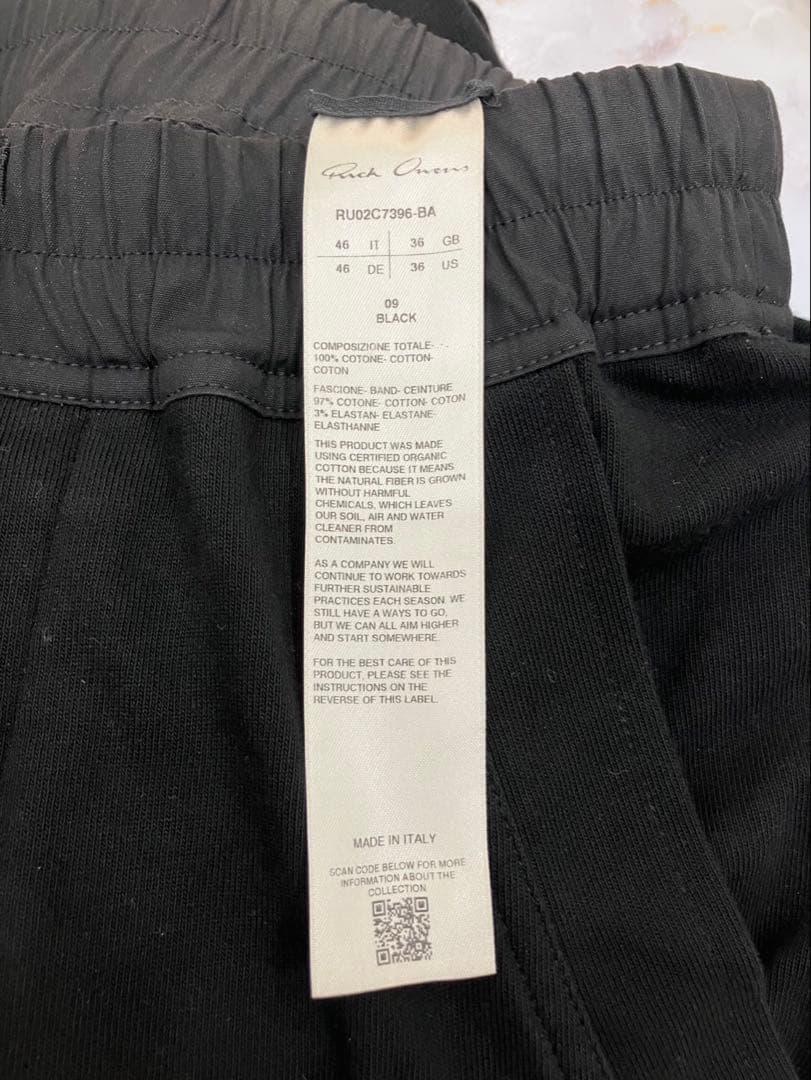 Rick Owens
RU02C7396-BA
46 IT 36 GB
46 DE 36 US
09
BLACK
COMPOSIZIONE TOTALE- -
100% COTONE- COTTON-
COTON
FASCIONE- BAND- CEINTURE
97% COTONE- COTTON- COTON
3% ELASTAN- ELASTANE-
ELASTHANNE
THIS PRODUCT WAS MADE
USING CERTIFIED ORGANIC
COTTON BECAUSE IT MEANS
THE NATURAL FIBER IS GROWN
WITHOUT HARMFUL
CHEMICALS, WHICH LEAVES
OUR SOIL, AIR AND WATER
CLEANER FROM
CONTAMINATES.
AS A COMPANY WE WILL
CONTINUE TO WORK TOWARDS
FURTHER SUSTAINABLE
PRACTICES EACH SEASON. WE
STILL HAVE A WAYS TO GO,
BUT WE CAN ALL AIM HIGHER
AND START SOMEWHERE.
FOR THE BEST CARE OF THIS
PRODUCT, PLEASE SEE THE
INSTRUCTIONS ON THE
REVERSE OF THIS LABEL.
MADE IN ITALY
SCAN CODE BELOW FOR MORE
INFORMATION ABOUT THE
COLLECTION